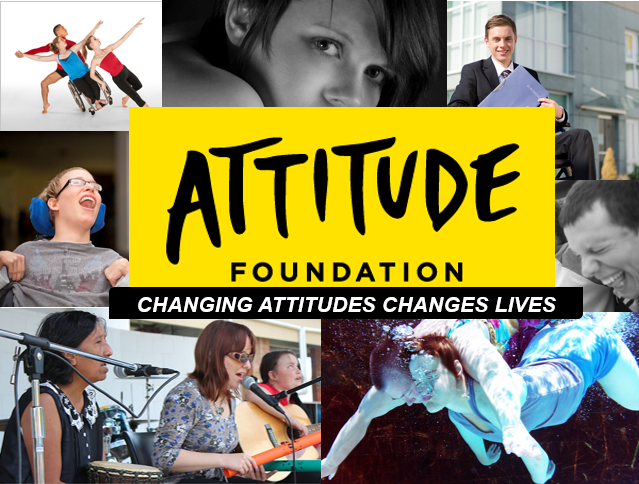 ATTITUDE
FOUNDATION
CHANGING ATTITUDES CHANGES LIVES